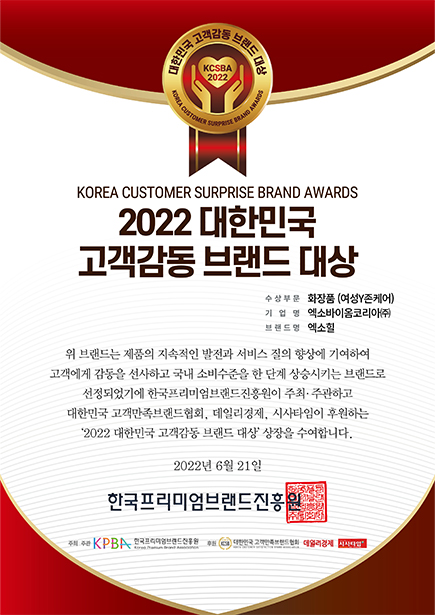 대한민국 고객감동 브랜드 대상
KCSBA
2022
KOREA CUSTOMER SURPRISE BRAND AWARDS
KOREA CUSTOMER SURPRISE BRAND AWARDS
2022 대한민국
고객감동 브랜드 대상
수상부문 화장품 (여성Y존케어)
기업명 엑소바이옴코리아㈜
브랜드명 엑소힐
위 브랜드는 제품의 지속적인 발전과 서비스 질의 향상에 기여하여
고객에게 감동을 선사하고 국내 소비수준을 한 단계 상승시키는 브랜드로
선정되었기에 한국프리미엄브랜드진흥원이 주최·주관하고
대한민국 고객만족브랜드협회, 데일리경제, 시사타임이 후원하는
‘2022 대한민국 고객감동 브랜드 대상’ 상장을 수여합니다.
2022년 6월 21일
한국프리미엄브랜드진흥원
주최·주관 KPBA 한국프리미엄브랜드진흥원 후원 대한민국 고객만족브랜드협회 데일리경제 시사타임
Korea Premium Brand Association